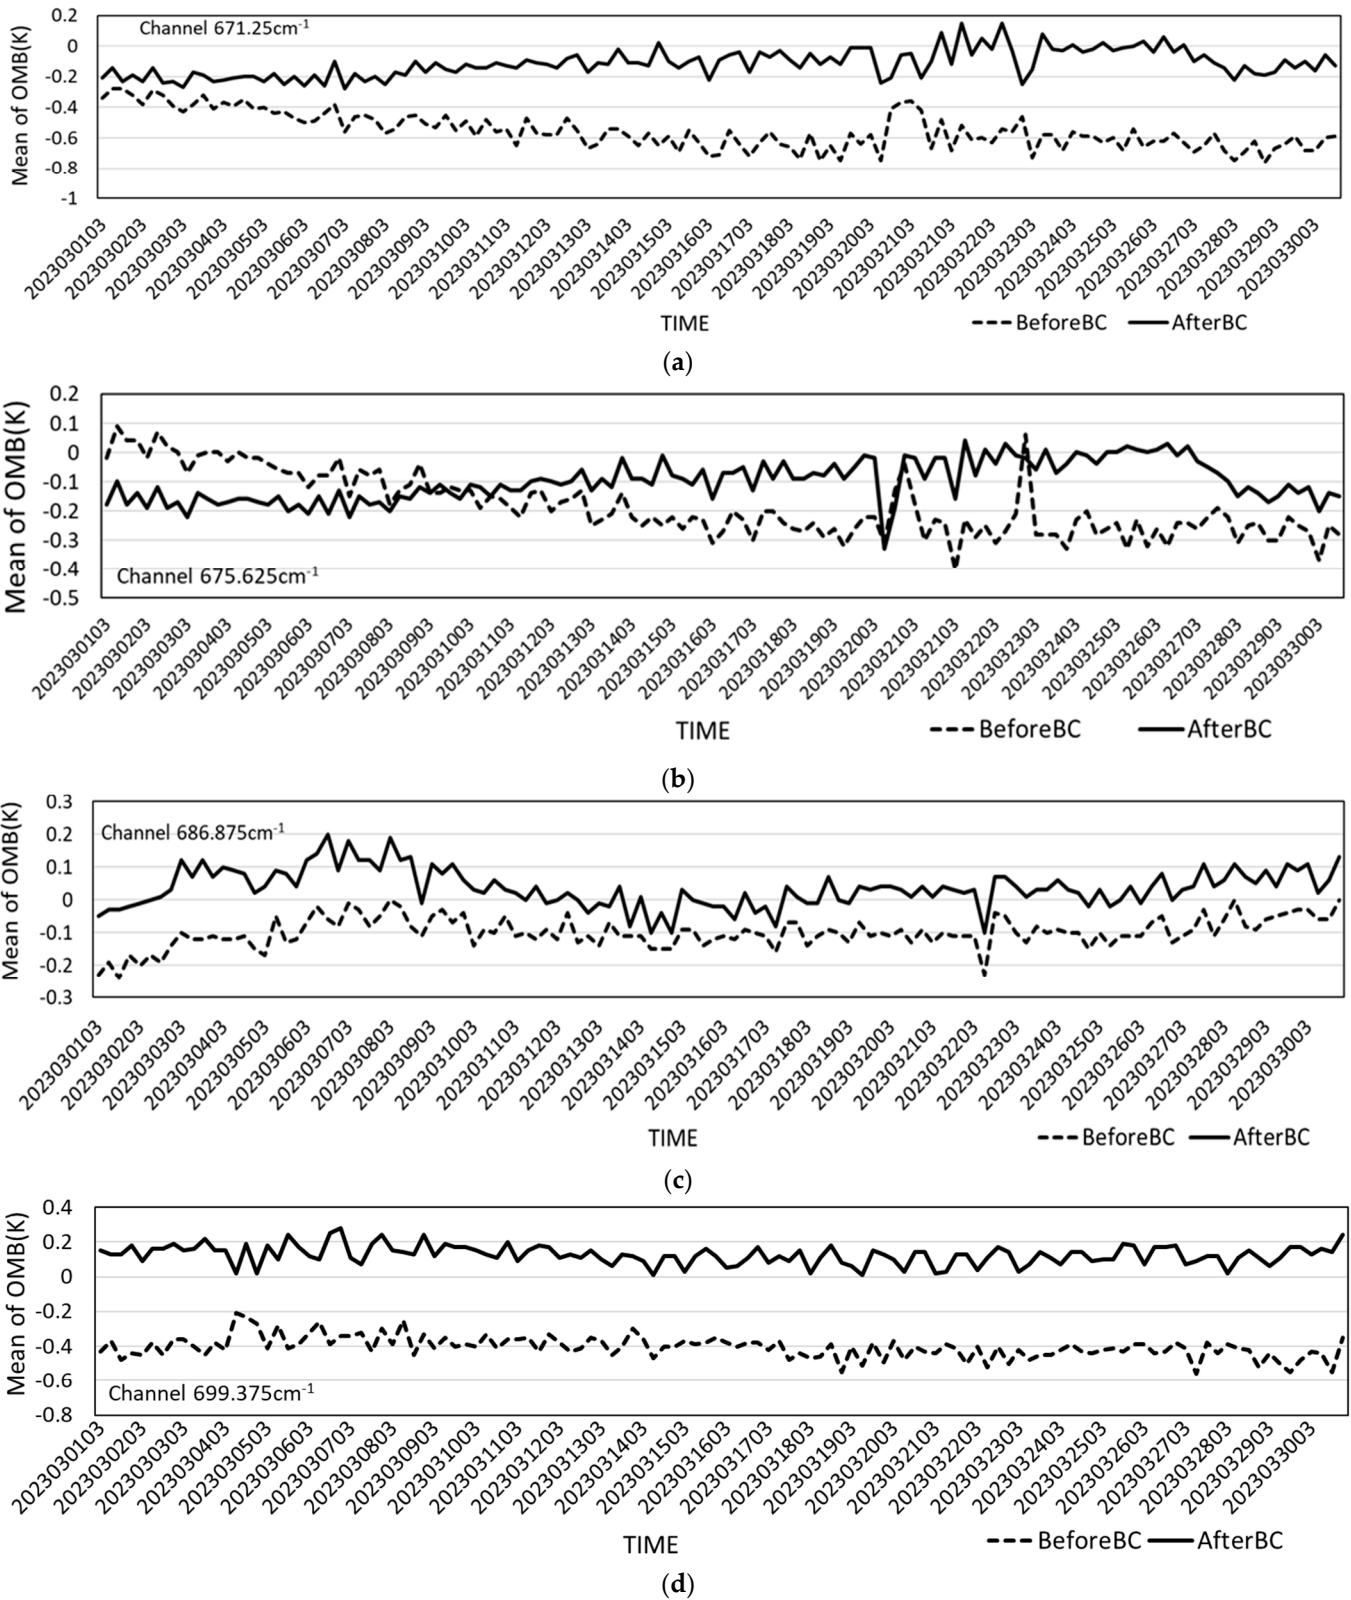 Channel 671.25cm-1
Mean of OMB(K)
0.2
0
-0.2
-0.4
-0.6
-0.8
-1
2023030103 2023030203 2023030303 2023030403 2023030503 2023030603 2023030703 2023030803 2023030903 2023031003 2023031103 2023031203 2023031303 2023031403 2023031503 2023031603 2023031703 2023031803 2023031903 2023032003 2023032103 2023032103 2023032203 2023032303 2023032403 2023032503 2023032603 2023032703 2023032803 2023032903 2023033003
TIME
BeforeBC AfterBC
(a)
Mean of OMB(K)
0.2
0.1
0
-0.1
-0.2
-0.3
-0.4
-0.5
Channel 675.625cm-1
2023030103 2023030203 2023030303 2023030403 2023030503 2023030603 2023030703 2023030803 2023030903 2023031003 2023031103 2023031203 2023031303 2023031403 2023031503 2023031603 2023031703 2023031803 2023031903 2023032003 2023032103 2023032103 2023032203 2023032303 2023032403 2023032503 2023032603 2023032703 2023032803 2023032903 2023033003
TIME
BeforeBC AfterBC
(b)
Mean of OMB(K)
0.3
0.2
0.1
0
-0.1
-0.2
-0.3
Channel 686.875cm-1
2023030103 2023030203 2023030303 2023030403 2023030503 2023030603 2023030703 2023030803 2023030903 2023031003 2023031103 2023031203 2023031303 2023031403 2023031503 2023031603 2023031703 2023031803 2023031903 2023032003 2023032103 2023032203 2023032303 2023032403 2023032503 2023032603 2023032703 2023032803 2023032903 2023033003
TIME
BeforeBC AfterBC
(c)
Mean of OMB(K)
0.4
0.2
0
-0.2
-0.4
-0.6
-0.8
Channel 699.375cm-1
2023030103 2023030203 2023030303 2023030403 2023030503 2023030603 2023030703 2023030803 2023030903 2023031003 2023031103 2023031203 2023031303 2023031403 2023031503 2023031603 2023031703 2023031803 2023031903 2023032003 2023032103 2023032203 2023032303 2023032403 2023032503 2023032603 2023032703 2023032803 2023032903 2023033003
TIME
BeforeBC AfterBC
(d)